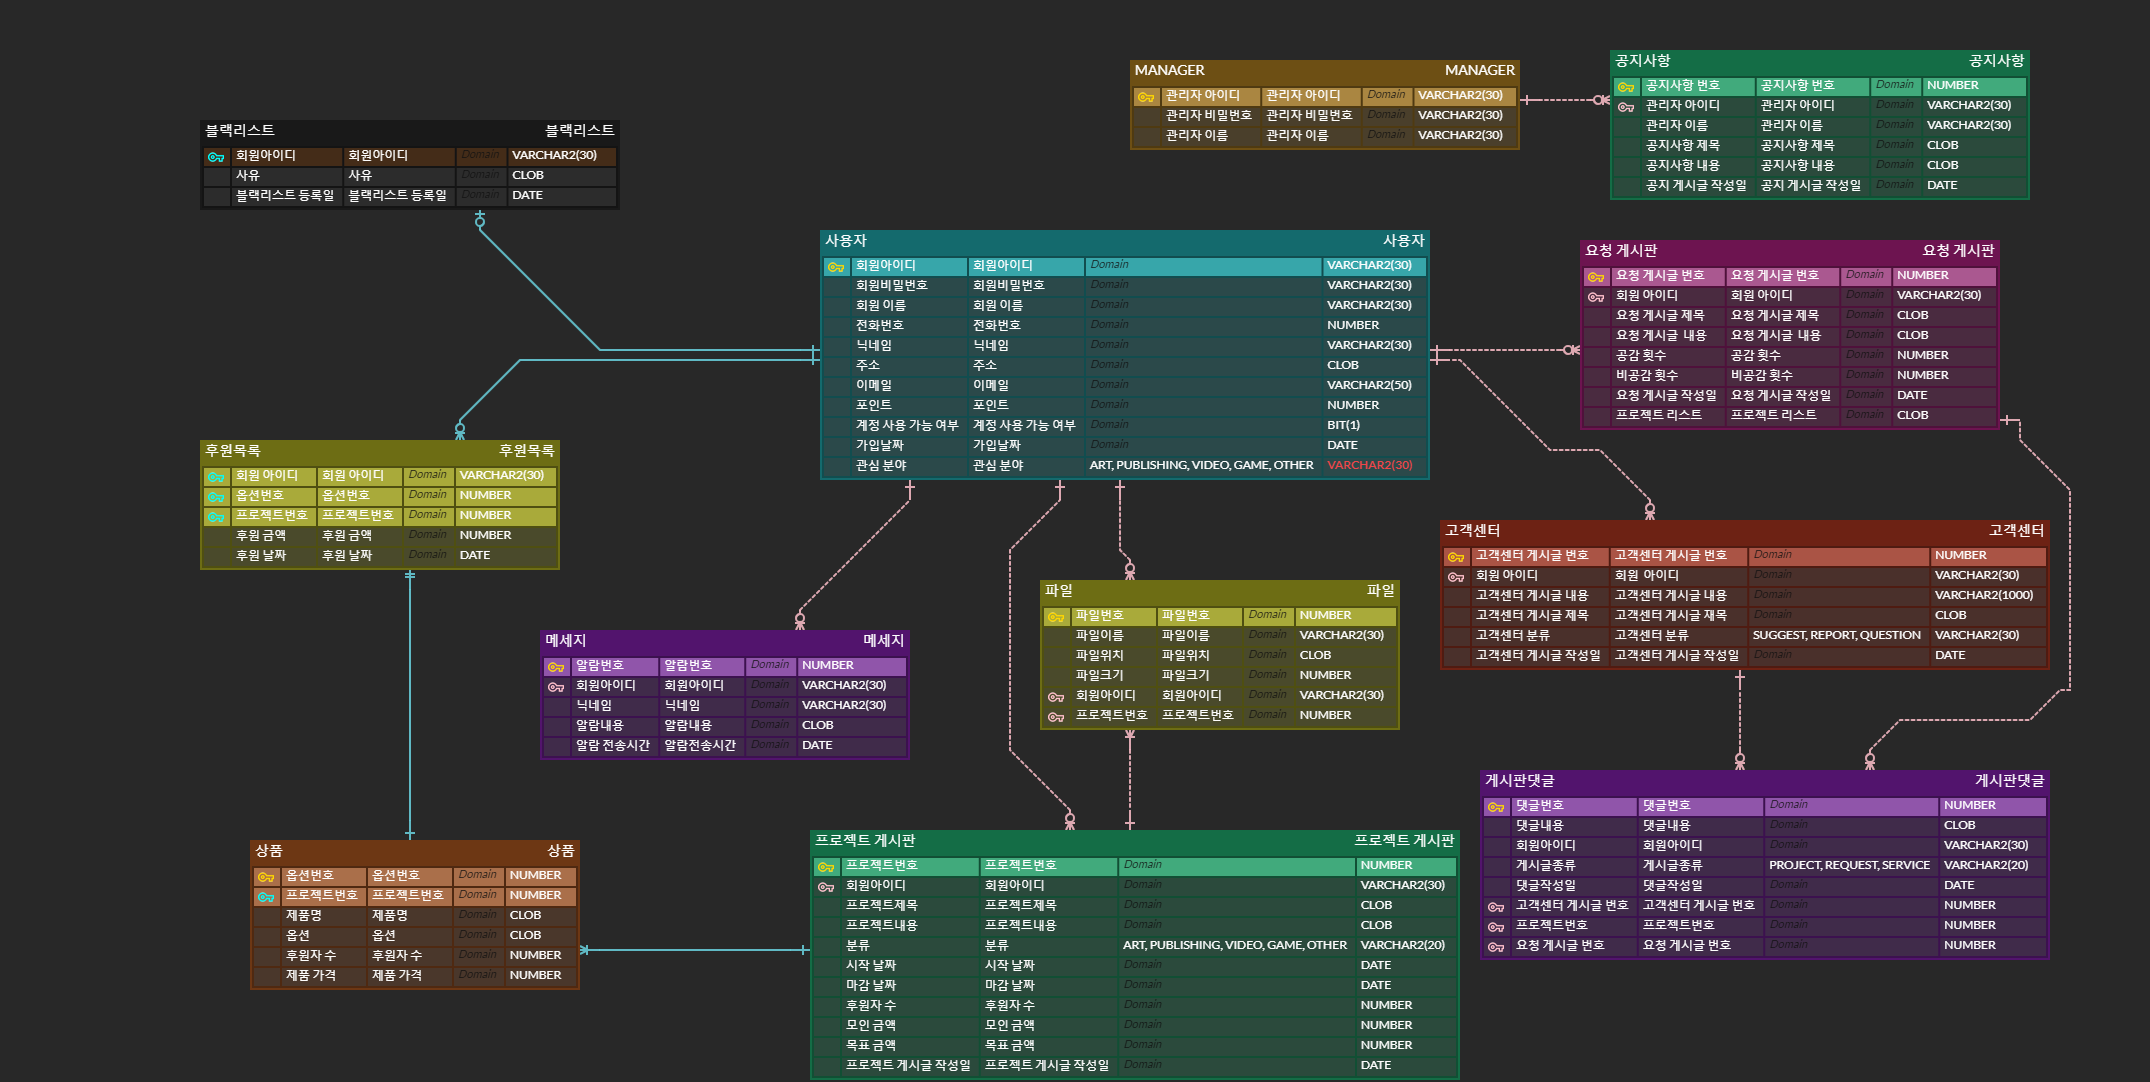 MANAGER MANAGER
관리자 아이디 관리자 아이디 Domain VARCHAR2(30)
관리자 비밀번호 관리자 비밀번호 Domain VARCHAR2(30)
관리자 이름 관리자 이름 Domain VARCHAR2(30)
공지사항 공지사항
공지사항 번호 공지사항 번호 Domain NUMBER
관리자 아이디 관리자 아이디 Domain VARCHAR2(30)
관리자 이름 관리자 이름 Domain VARCHAR2(30)
공지사항 제목 공지사항 제목 Domain CLOB
공지사항 내용 공지사항 내용 Domain CLOB
공지 게시글 작성일 공지 게시글 작성일 Domain DATE
블랙리스트 블랙리스트
회원아이디 회원아이디 Domain VARCHAR2(30)
사유 사유 Domain CLOB
블랙리스트 등록일 블랙리스트 등록일 Domain DATE
사용자 사용자
회원아이디 회원아이디 Domain VARCHAR2(30)
회원비밀번호 회원비밀번호 Domain VARCHAR2(30)
회원 이름 회원 이름 Domain VARCHAR2(30)
전화번호 전화번호 Domain NUMBER
닉네임 닉네임 Domain VARCHAR2(30)
주소 주소 Domain CLOB
이메일 이메일 Domain VARCHAR2(50)
포인트 포인트 Domain NUMBER
계정 사용 가능 여부 계정 사용 가능 여부 Domain BIT(1)
가입날짜 가입날짜 Domain DATE
관심 분야 관심 분야 ART, PUBLISHING, VIDEO, GAME, OTHER VARCHAR2(30)
요청 게시판 요청 게시판
요청 게시글 번호 요청 게시글 번호 Domain NUMBER
회원 아이디 회원 아이디 Domain VARCHAR2(30)
요청 게시글 제목 요청 게시글 제목 Domain CLOB
요청 게시글 내용 요청 게시글 내용 Domain CLOB
공감 횟수 공감 횟수 Domain NUMBER
비공감 횟수 비공감 횟수 Domain NUMBER
요청 게시글 작성일 요청 게시글 작성일 Domain DATE
프로젝트 리스트 프로젝트 리스트 Domain CLOB
후원목록 후원목록
회원 아이디 회원 아이디 Domain VARCHAR2(30)
옵션번호 옵션번호 Domain NUMBER
프로젝트번호 프로젝트번호 Domain NUMBER
후원 금액 후원 금액 Domain NUMBER
후원 날짜 후원 날짜 Domain DATE
고객센터 고객센터
고객센터 게시글 번호 고객센터 게시글 번호 Domain NUMBER
회원 아이디 회원 아이디 Domain VARCHAR2(30)
고객센터 게시글 내용 고객센터 게시글 내용 Domain VARCHAR2(1000)
고객센터 게시글 제목 고객센터 게시글 제목 Domain CLOB
고객센터 분류 고객센터 분류 SUGGEST, REPORT, QUESTION VARCHAR2(30)
고객센터 게시글 작성일 고객센터 게시글 작성일 Domain DATE
파일 파일
파일번호 파일번호 Domain NUMBER
파일이름 파일이름 Domain VARCHAR2(30)
파일위치 파일위치 Domain CLOB
파일크기 파일크기 Domain NUMBER
회원아이디 회원아이디 Domain VARCHAR2(30)
프로젝트번호 프로젝트번호 Domain NUMBER
메세지 메세지
알람번호 알람번호 Domain NUMBER
회원아이디 회원아이디 Domain VARCHAR2(30)
닉네임 닉네임 Domain VARCHAR2(30)
알람내용 알람내용 Domain CLOB
알람 전송시간 알람전송시간 Domain DATE
게시판댓글 게시판댓글
댓글번호 댓글번호 Domain NUMBER
댓글내용 댓글내용 Domain CLOB
회원아이디 회원아이디 Domain VARCHAR2(30)
게시글종류 게시글종류 PROJECT, REQUEST, SERVICE VARCHAR2(20)
댓글작성일 댓글작성일 Domain DATE
고객센터 게시글 번호 고객센터 게시글 번호 Domain NUMBER
프로젝트번호 프로젝트번호 Domain NUMBER
요청 게시글 번호 요청 게시글 번호 Domain NUMBER
상품 상품
옵션번호 옵션번호 Domain NUMBER
프로젝트번호 프로젝트번호 Domain NUMBER
제품명 제품명 Domain CLOB
옵션 옵션 Domain CLOB
후원자 수 후원자 수 Domain NUMBER
제품 가격 제품 가격 Domain NUMBER
프로젝트 게시판 프로젝트 게시판
프로젝트번호 프로젝트번호 Domain NUMBER
회원아이디 회원아이디 Domain VARCHAR2(30)
프로젝트제목 프로젝트제목 Domain CLOB
프로젝트내용 프로젝트내용 Domain CLOB
분류 분류 ART, PUBLISHING, VIDEO, GAME, OTHER VARCHAR2(20)
시작 날짜 시작 날짜 Domain DATE
마감 날짜 마감 날짜 Domain DATE
후원자 수 후원자 수 Domain NUMBER
모인 금액 모인 금액 Domain NUMBER
목표 금액 목표 금액 Domain NUMBER
프로젝트 게시글 작성일 프로젝트 게시글 작성일 Domain DATE